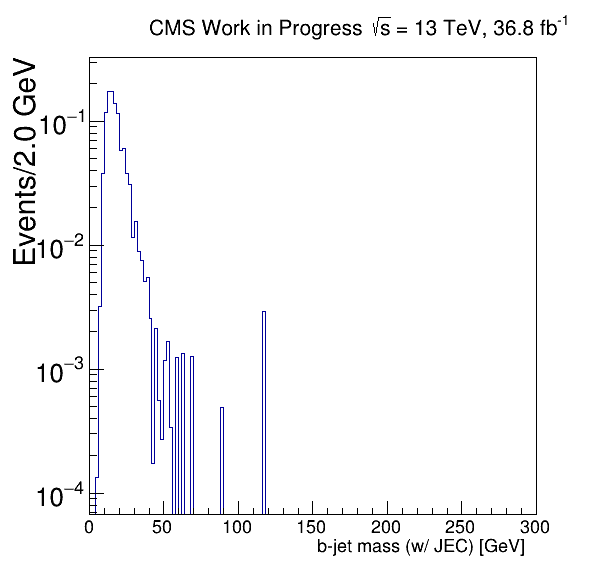 CMS Work in Progress √s = 13 TeV, 36.8 fb⁻¹
Events/2.0 GeV
10⁻¹
10⁻²
10⁻³
10⁻⁴
0 50 100 150 200 250 300
b-jet mass (w/ JEC) [GeV]